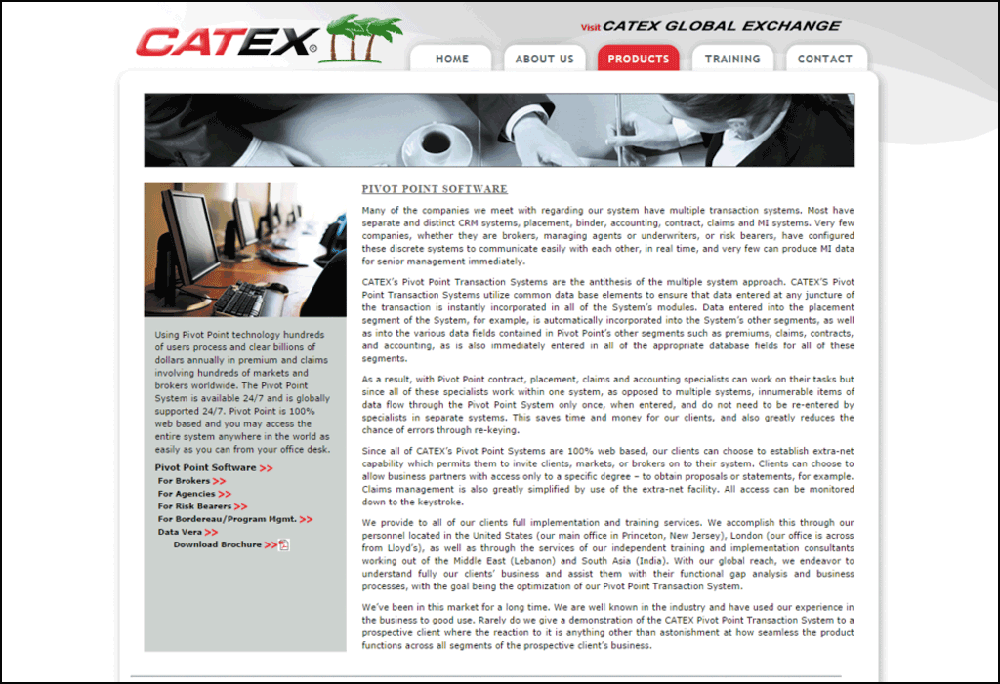 CATEX®
Visit CATEX GLOBAL EXCHANGE
HOME
ABOUT US
PRODUCTS
TRAINING
CONTACT
PIVOT POINT SOFTWARE
Many of the companies we meet with regarding our system have multiple transaction systems. Most have
separate and distinct CRM systems, placement, binder, accounting, contract, claims and MI systems. Very few
companies, whether they are brokers, managing agents or underwriters, or risk bearers, have configured
these discrete systems to communicate easily with each other, in real time, and very few can produce MI data
for senior management immediately.
CATEX'S Pivot Point Transaction Systems are the antithesis of the multiple system approach. CATEX'S Pivot
Point Transaction Systems utilize common data base elements to ensure that data entered at any juncture of
the transaction is instantly incorporated in all of the System's modules. Data entered into the placement
segment of the System, for example, is automatically incorporated into the System's other segments, as well
as into the various data fields contained in Pivot Point's other segments such as premiums, claims, contracts,
and accounting, as is also immediately entered in all of the appropriate database fields for all of these
segments.
As a result, with Pivot Point contract, placement, claims and accounting specialists can work on their tasks but
since all of these specialists work within one system, as opposed to multiple systems, innumerable items of
data flow through the Pivot Point System only once, when entered, and do not need to be re-entered by
specialists in separate systems. This saves time and money for our clients, and also greatly reduces the
chance of errors through re-keying.
Since all of CATEX's Pivot Point Systems are 100% web based, our clients can choose to establish extra-net
capability which permits them to invite clients, markets, or brokers on to their system. Clients can choose to
allow business partners with access only to a specific degree – to obtain proposals or statements, for example.
Claims management is also greatly simplified by use of the extra-net facility. All access can be monitored
down to the keystroke.
We provide to all of our clients full implementation and training services. We accomplish this through our
personnel located in the United States (our main office in Princeton, New Jersey), London (our office is across
from Lloyd's), as well as through the services of our independent training and implementation consultants
working out of the Middle East (Lebanon) and South Asia (India). With our global reach, we endeavor to
understand fully our clients' business and assist them with their functional gap analysis and business
processes, with the goal being the optimization of our Pivot Point Transaction System.
We've been in this market for a long time. We are well known in the industry and have used our experience in
the business to good use. Rarely do we give a demonstration of the CATEX Pivot Point Transaction System to a
prospective client where the reaction to it is anything other than astonishment at how seamless the product
functions across all segments of the prospective client's business.
Using Pivot Point technology hundreds
of users process and clear billions of
dollars annually in premium and claims
involving hundreds of markets and
brokers worldwide. The Pivot Point
System is available 24/7 and is globally
supported 24/7. Pivot Point is 100%
web based and you may access the
entire system anywhere in the world as
easily as you can from your office desk.
Pivot Point Software >>
For Brokers >>
For Agencies >>
For Risk Bearers >>
For Bordereau/Program Mgmt. >>
Data Vera >>
Download Brochure >>